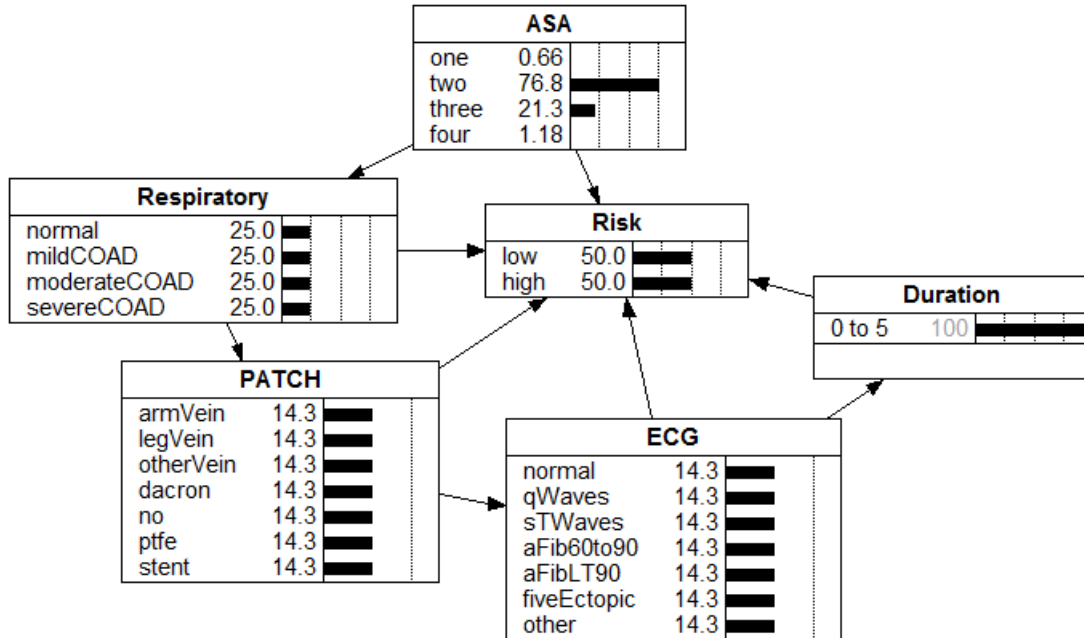 ASA
one 0.66
two 76.8
three 21.3
four 1.18
Respiratory
normal 25.0
mildCOAD 25.0
moderateCOAD 25.0
severeCOAD 25.0
Risk
low 50.0
high 50.0
Duration
0 to 5 100
PATCH
armVein 14.3
legVein 14.3
otherVein 14.3
dacron 14.3
no 14.3
ptfe 14.3
stent 14.3
ECG
normal 14.3
qWaves 14.3
sTWaves 14.3
aFib60to90 14.3
aFibLT90 14.3
fiveEctopic 14.3
other 14.3